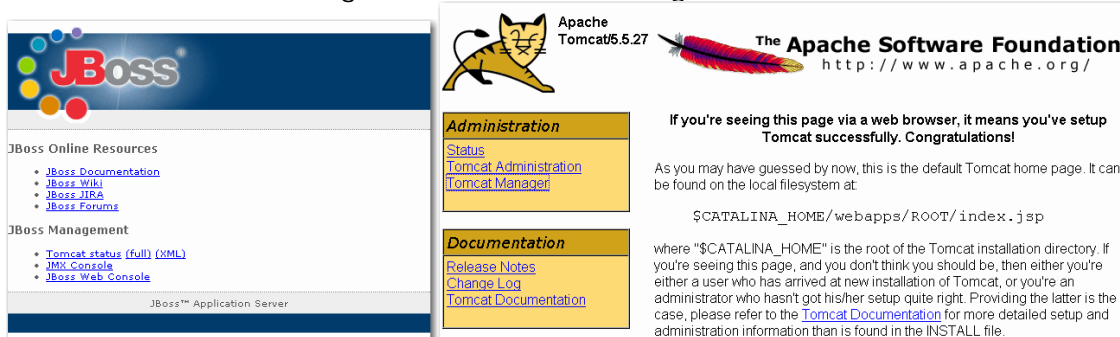 JBoss
JBoss Online Resources
JBoss Documentation
JBoss Wiki
JBoss JIRA
JBoss Forums
JBoss Management
Tomcat status (full) (XML)
JMX Console
JBoss Web Console
JBoss™ Application Server
Apache
Tomcat/5.5.27
The Apache Software Foundation
http://www.apache.org/
Administration
Status
Tomcat Administration
Tomcat Manager
Documentation
Release Notes
Change Log
Tomcat Documentation
If you're seeing this page via a web browser, it means you've setup
Tomcat successfully. Congratulations!
As you may have guessed by now, this is the default Tomcat home page. It can
be found on the local filesystem at:
$CATALINA_HOME/webapps/ROOT/index.jsp
where "$CATALINA_HOME" is the root of the Tomcat installation directory. If
you're seeing this page, and you don't think you should be, then either you're
either a user who has arrived at new installation of Tomcat, or you're an
administrator who hasn't got his/her setup quite right. Providing the latter is the
case, please refer to the Tomcat Documentation for more detailed setup and
administration information than is found in the INSTALL file.